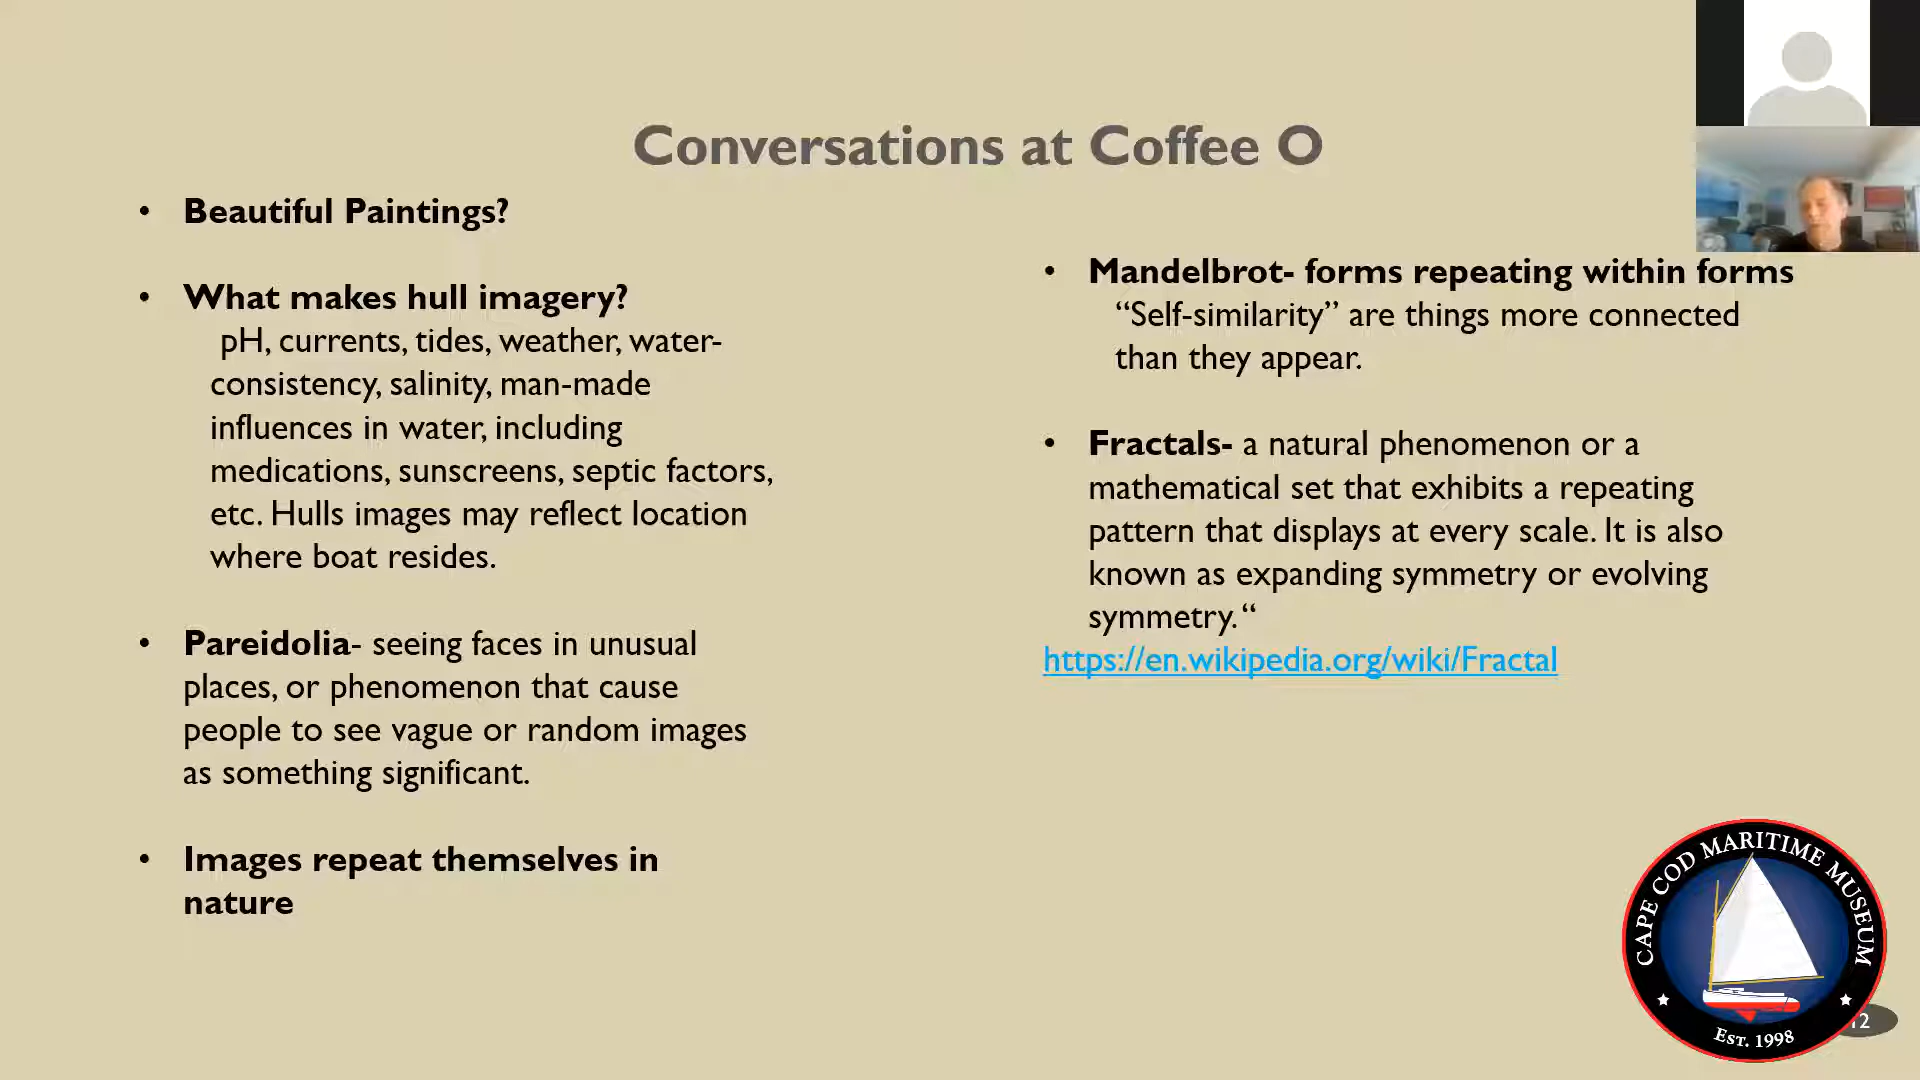 Conversations at Coffee O
• Beautiful Paintings?
• What makes hull imagery?
pH, currents, tides, weather, water-
consistency, salinity, man-made
influences in water, including
medications, sunscreens, septic factors,
etc. Hulls images may reflect location
where boat resides.
• Pareidolia- seeing faces in unusual
places, or phenomenon that cause
people to see vague or random images
as something significant.
• Images repeat themselves in
nature
• Mandelbrot- forms repeating within forms
“Self-similarity” are things more connected
than they appear.
• Fractals- a natural phenomenon or a
mathematical set that exhibits a repeating
pattern that displays at every scale. It is also
known as expanding symmetry or evolving
symmetry.“
https://en.wikipedia.org/wiki/Fractal
CAPE COD MARITIME MUSEUM
EST. 1998
12